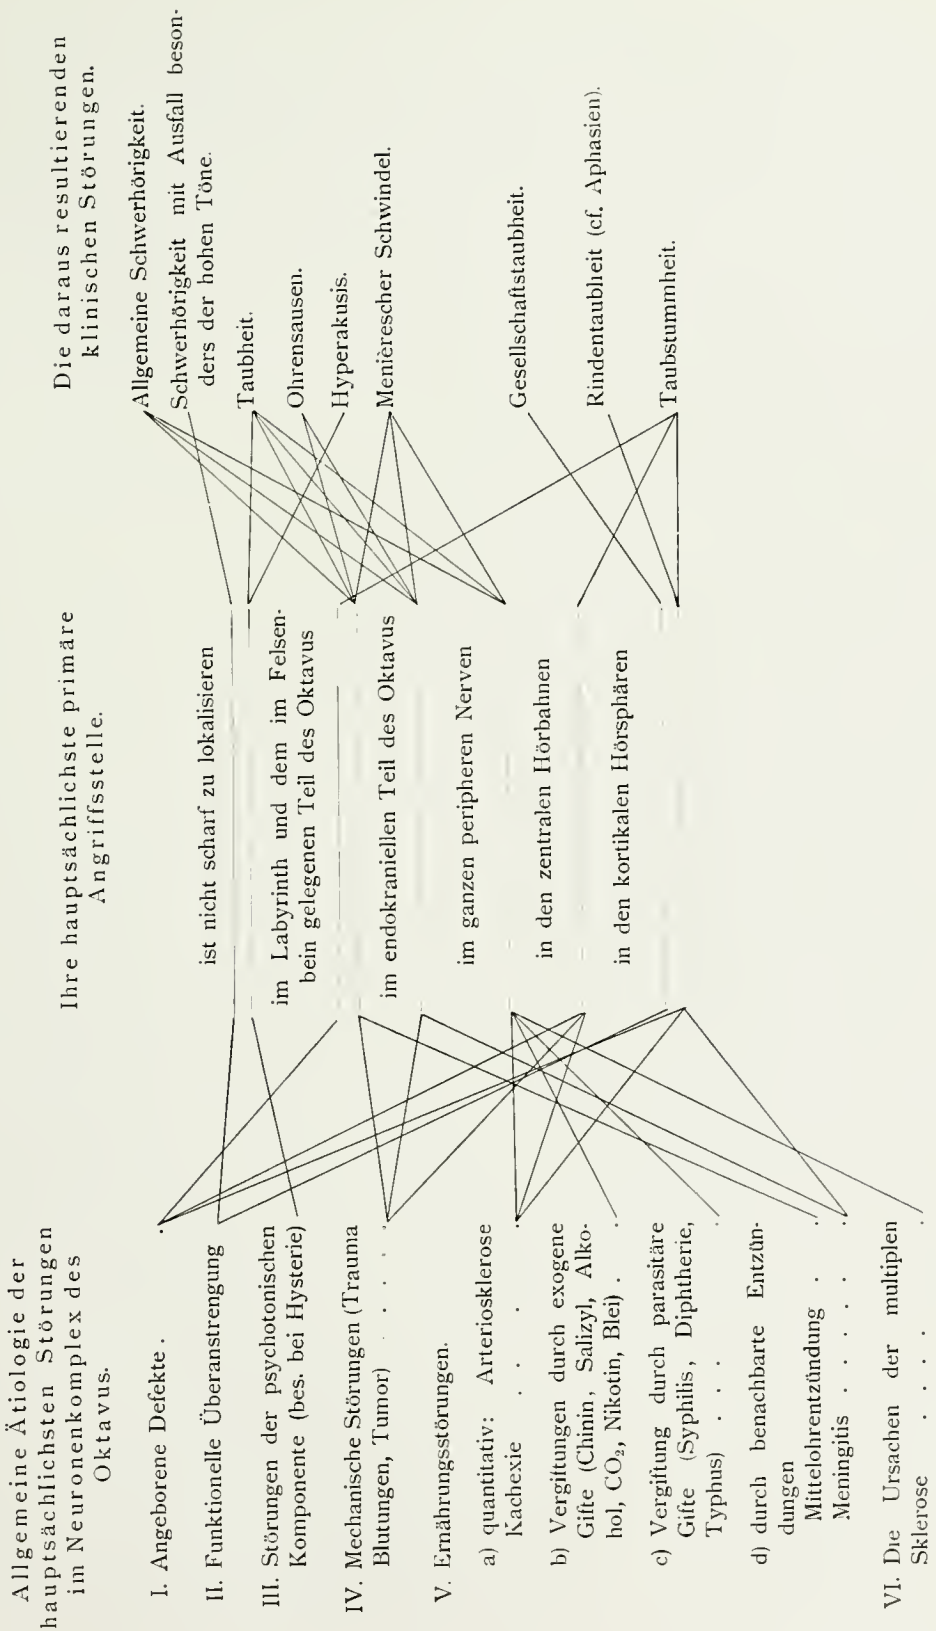 Allgemeine Ätiologie der
hauptsächlichsten Störungen
im Neuronenkomplex des
Oktavus.
I. Angeborene Defekte .
II. Funktionelle Überanstrengung
III. Störungen der psychotonischen
Komponente (bes. bei Hysterie)
IV. Mechanische Störungen (Trauma
Blutungen, Tumor) . . . .
V. Ernährungsstörungen.
a) quantitativ: Arteriosklerose
Kachexie . . . .
b) Vergiftungen durch exogene
Gifte (Chinin, Salizyl, Alko-
hol, CO₂, Nikotin, Blei) . .
c) Vergiftung durch parasitäre
Gifte (Syphilis, Diphtherie,
Typhus) . . . .
d) durch benachbarte Entzün-
dungen
Mittelohrentzündung . .
Meningitis . . . . .
VI. Die Ursachen der multiplen
Sklerose . . . .
Ihre hauptsächlichste primäre
Angriffsstelle.
ist nicht scharf zu lokalisieren
im Labyrinth und dem im Felsen-
bein gelegenen Teil des Oktavus
im endokraniellen Teil des Oktavus
im ganzen peripheren Nerven
in den zentralen Hörbahnen
in den kortikalen Hörsphären
Die daraus resultierenden
klinischen Störungen.
Allgemeine Schwerhörigkeit.
Schwerhörigkeit mit Ausfall beson-
ders der hohen Töne.
Taubheit.
Ohrensausen.
Hyperakusis.
Menièrescher Schwindel.
Gesellschaftstaubheit.
Rindentaubheit (cf. Aphasien).
Taubstummheit.